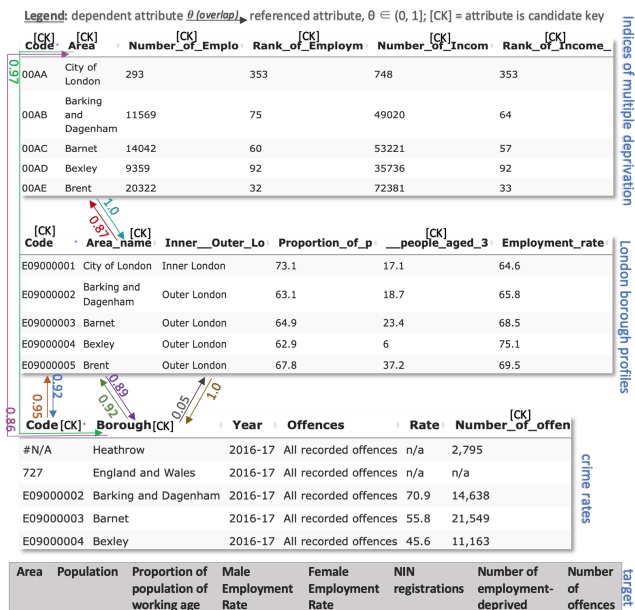 Legend: dependent attribute θ (overlap) referenced attribute, θ ∈ (0, 1]; [CK] = attribute is candidate key
[CK] [CK] [CK] [CK] [CK] [CK]
Code Area Number_of_Emplo Rank_of_Employm Number_of_Incom Rank_of_Income_
00AA City of London 293 353 748 353
00AB Barking and Dagenham 11569 75 49020 64
00AC Barnet 14042 60 53221 57
00AD Bexley 9359 92 35736 92
00AE Brent 20322 32 72381 33
Indices of multiple deprivation
0.97
1.0
0.87
[CK] [CK] [CK]
Code Area_name Inner__Outer_Lo Proportion_of_p __people_aged_3 Employment_rate
E09000001 City of London Inner London 73.1 17.1 64.6
E09000002 Barking and Dagenham Outer London 63.1 18.7 65.8
E09000003 Barnet Outer London 64.9 23.4 68.5
E09000004 Bexley Outer London 62.9 6 75.1
E09000005 Brent Outer London 67.8 37.2 69.5
London borough profiles
0.86
0.95
0.92
0.92
0.89
0.05
1.0
[CK]
Code [CK] Borough[CK] Year Offences Rate Number_of_offen
#N/A Heathrow 2016-17 All recorded offences n/a 2,795
727 England and Wales 2016-17 All recorded offences n/a n/a
E09000002 Barking and Dagenham 2016-17 All recorded offences 70.9 14,638
E09000003 Barnet 2016-17 All recorded offences 55.8 21,549
E09000004 Bexley 2016-17 All recorded offences 45.6 11,163
crime rates
Area Population Proportion of Male Female NIN Number of Number
population of Employment Employment registrations employment- of
working age Rate Rate deprived offences
target